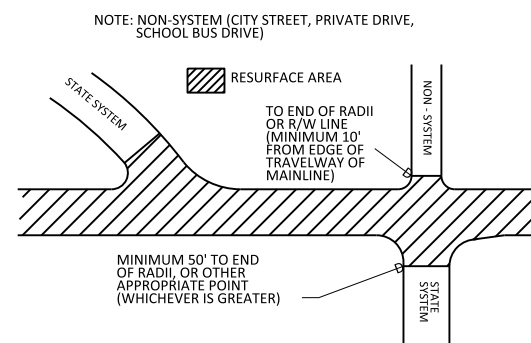 NOTE: NON-SYSTEM (CITY STREET, PRIVATE DRIVE,
SCHOOL BUS DRIVE)
STATE SYSTEM
RESURFACE AREA
NON - SYSTEM
TO END OF RADII
OR R/W LINE
(MINIMUM 10'
FROM EDGE OF
TRAVELWAY OF
MAINLINE)
MINIMUM 50' TO END
OF RADII, OR OTHER
APPROPRIATE POINT
(WHICHEVER IS GREATER)
STATE
SYSTEM